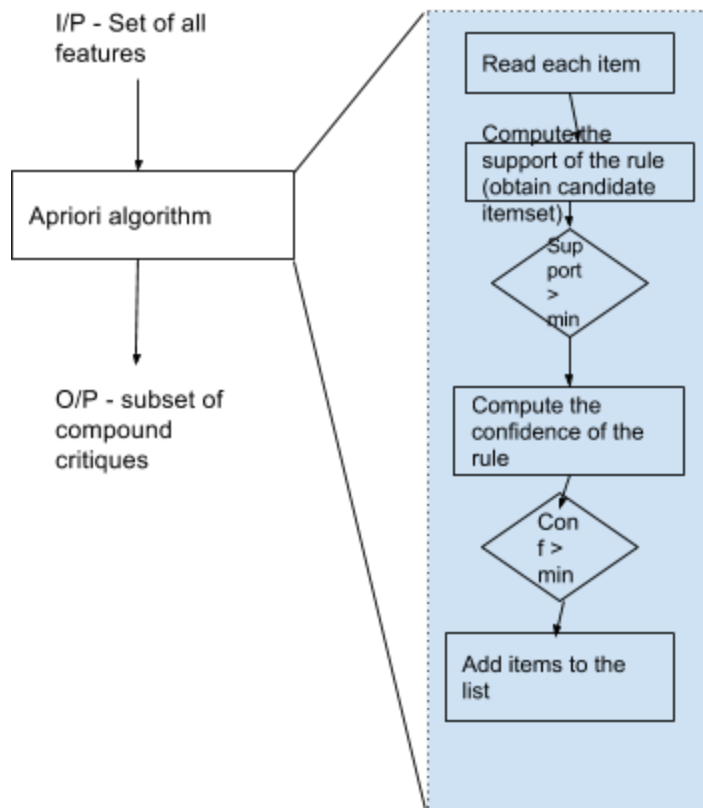 I/P - Set of all
features
Apriori algorithm
O/P - subset of
compound
critiques
Read each item
Compute the
support of the rule
(obtain candidate
itemset)
Sup
port
>
min
Compute the
confidence of the
rule
Con
f >
min
Add items to the
list